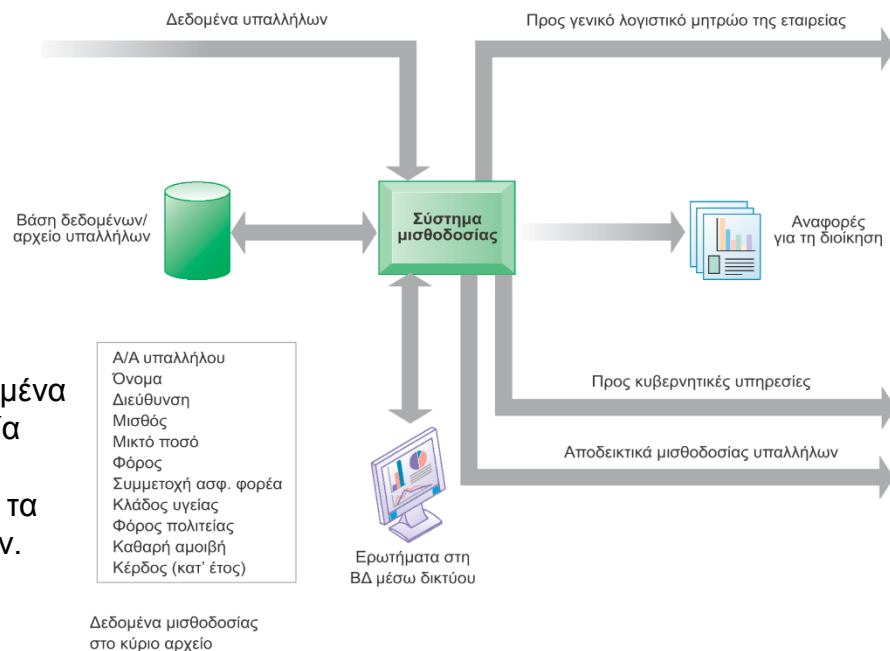 Δεδομένα υπαλλήλων
Προς γενικό λογιστικό μητρώο της εταιρείας
Βάση δεδομένων/
αρχείο υπαλλήλων
Σύστημα
μισθοδοσίας
Αναφορές
για τη διοίκηση
Α/Α υπαλλήλου
Όνομα
Διεύθυνση
Μισθός
Μικτό ποσό
Φόρος
Συμμετοχή ασφ. φορέα
Κλάδος υγείας
Φόρος πολιτείας
Καθαρή αμοιβή
Κέρδος (κατ' έτος)
μένα
τα
ν.
Προς κυβερνητικές υπηρεσίες
Αποδεικτικά μισθοδοσίας υπαλλήλων
Ερωτήματα στη
ΒΔ μέσω δικτύου
Δεδομένα μισθοδοσίας
στο κύριο αρχείο